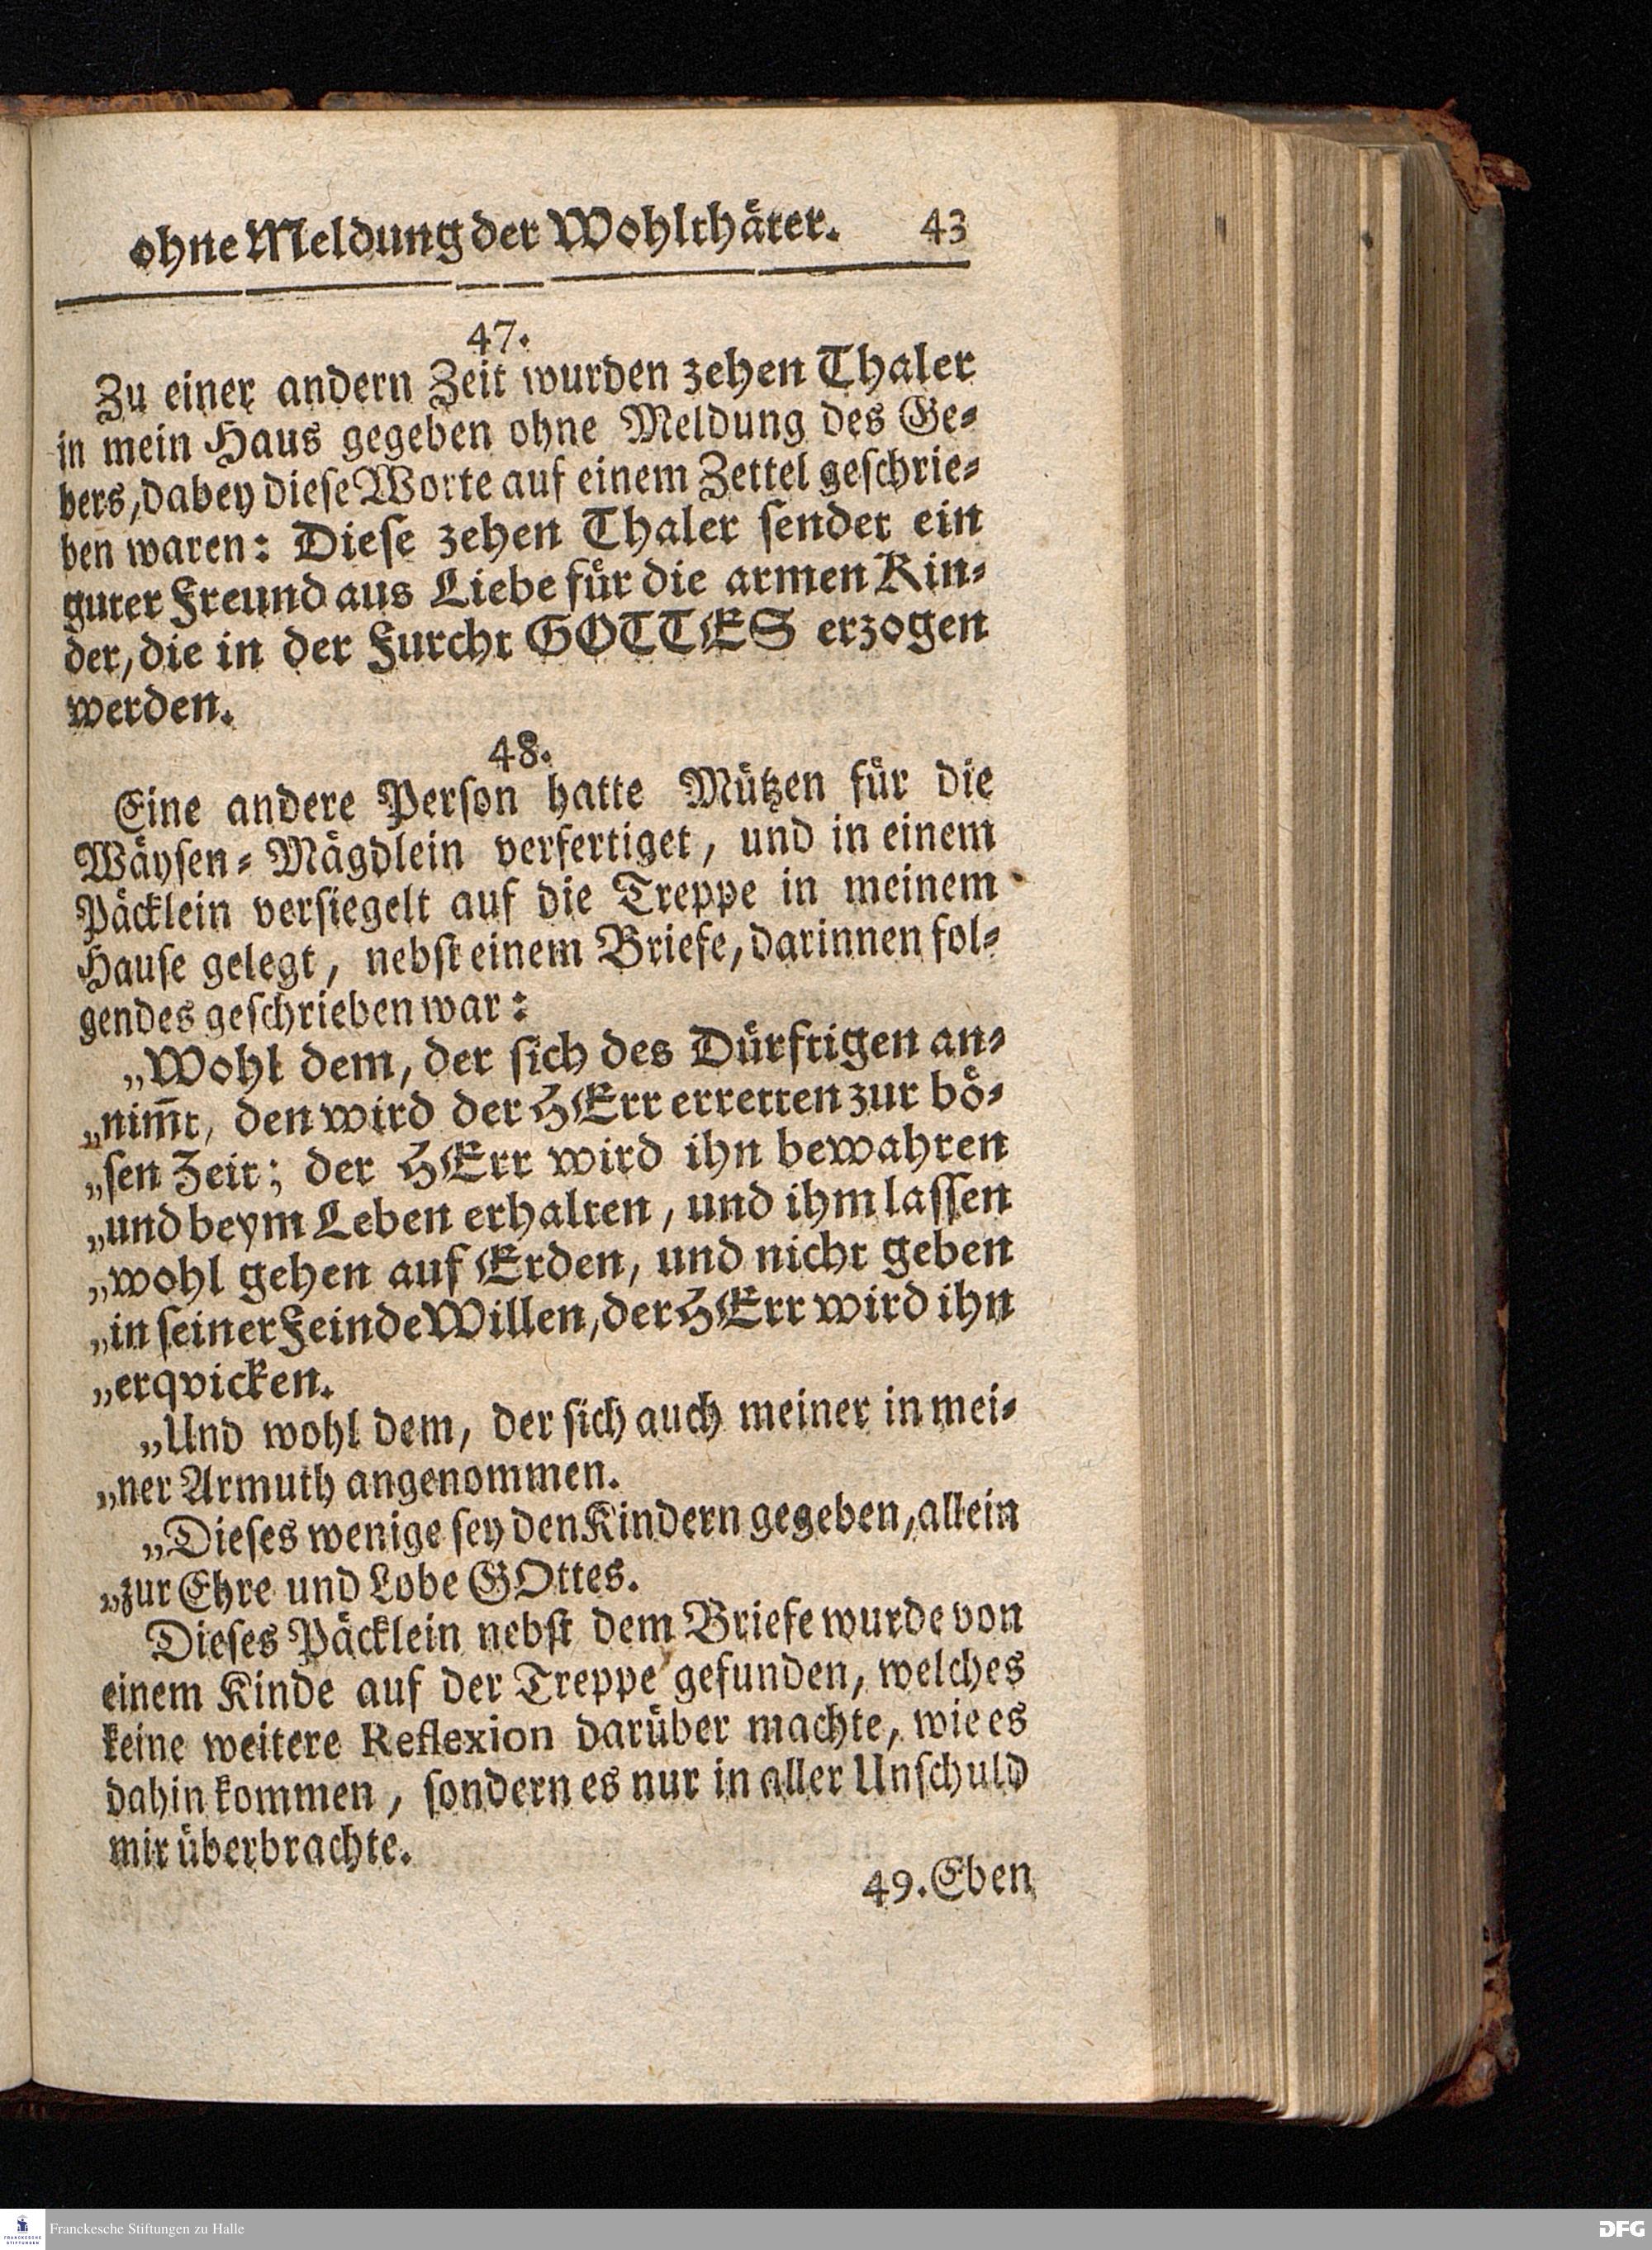 ohne Meldung der Wohlthäter. 43
47.
Zu einer andern Zeit wurden zehen Thaler
in mein Haus gegeben ohne Meldung des Ge-
bers, dabey diese Worte auf einem Zettel geschrie-
ben waren: Diese zehen Thaler sendet ein
guter Freund aus Liebe für die armen Kin-
der, die in der Furcht GOTTES erzogen
werden.
48.
Eine andere Person hatte Mützen für die
Wäysen-Mägdlein verfertiget, und in einem
Päcklein versiegelt auf die Treppe in meinem
Hause gelegt, nebst einem Briefe, darinnen fol-
gendes geschrieben war:
„Wohl dem, der sich des Dürftigen an-
„nim̅t, den wird der HErr erretten zur bö-
„sen Zeit; der HErr wird ihn bewahren
„und beym Leben erhalten, und ihm lassen
„wohl gehen auf Erden, und nicht geben
„in seiner Feinde Willen, der HErr wird ihn
„erqvicken.
„Und wohl dem, der sich auch meiner in mei-
„ner Armuth angenommen.
„Dieses wenige sey den Kindern gegeben, allein
„zur Ehre und Lobe GOttes.
Dieses Päcklein nebst dem Briefe wurde von
einem Kinde auf der Treppe gefunden, welches
keine weitere Reflexion darüber machte, wie es
dahin kommen, sondern es nur in aller Unschuld
mir überbrachte.
49. Eben
FRANCKESCHE STIFTUNGEN
Franckesche Stiftungen zu Halle
DFG